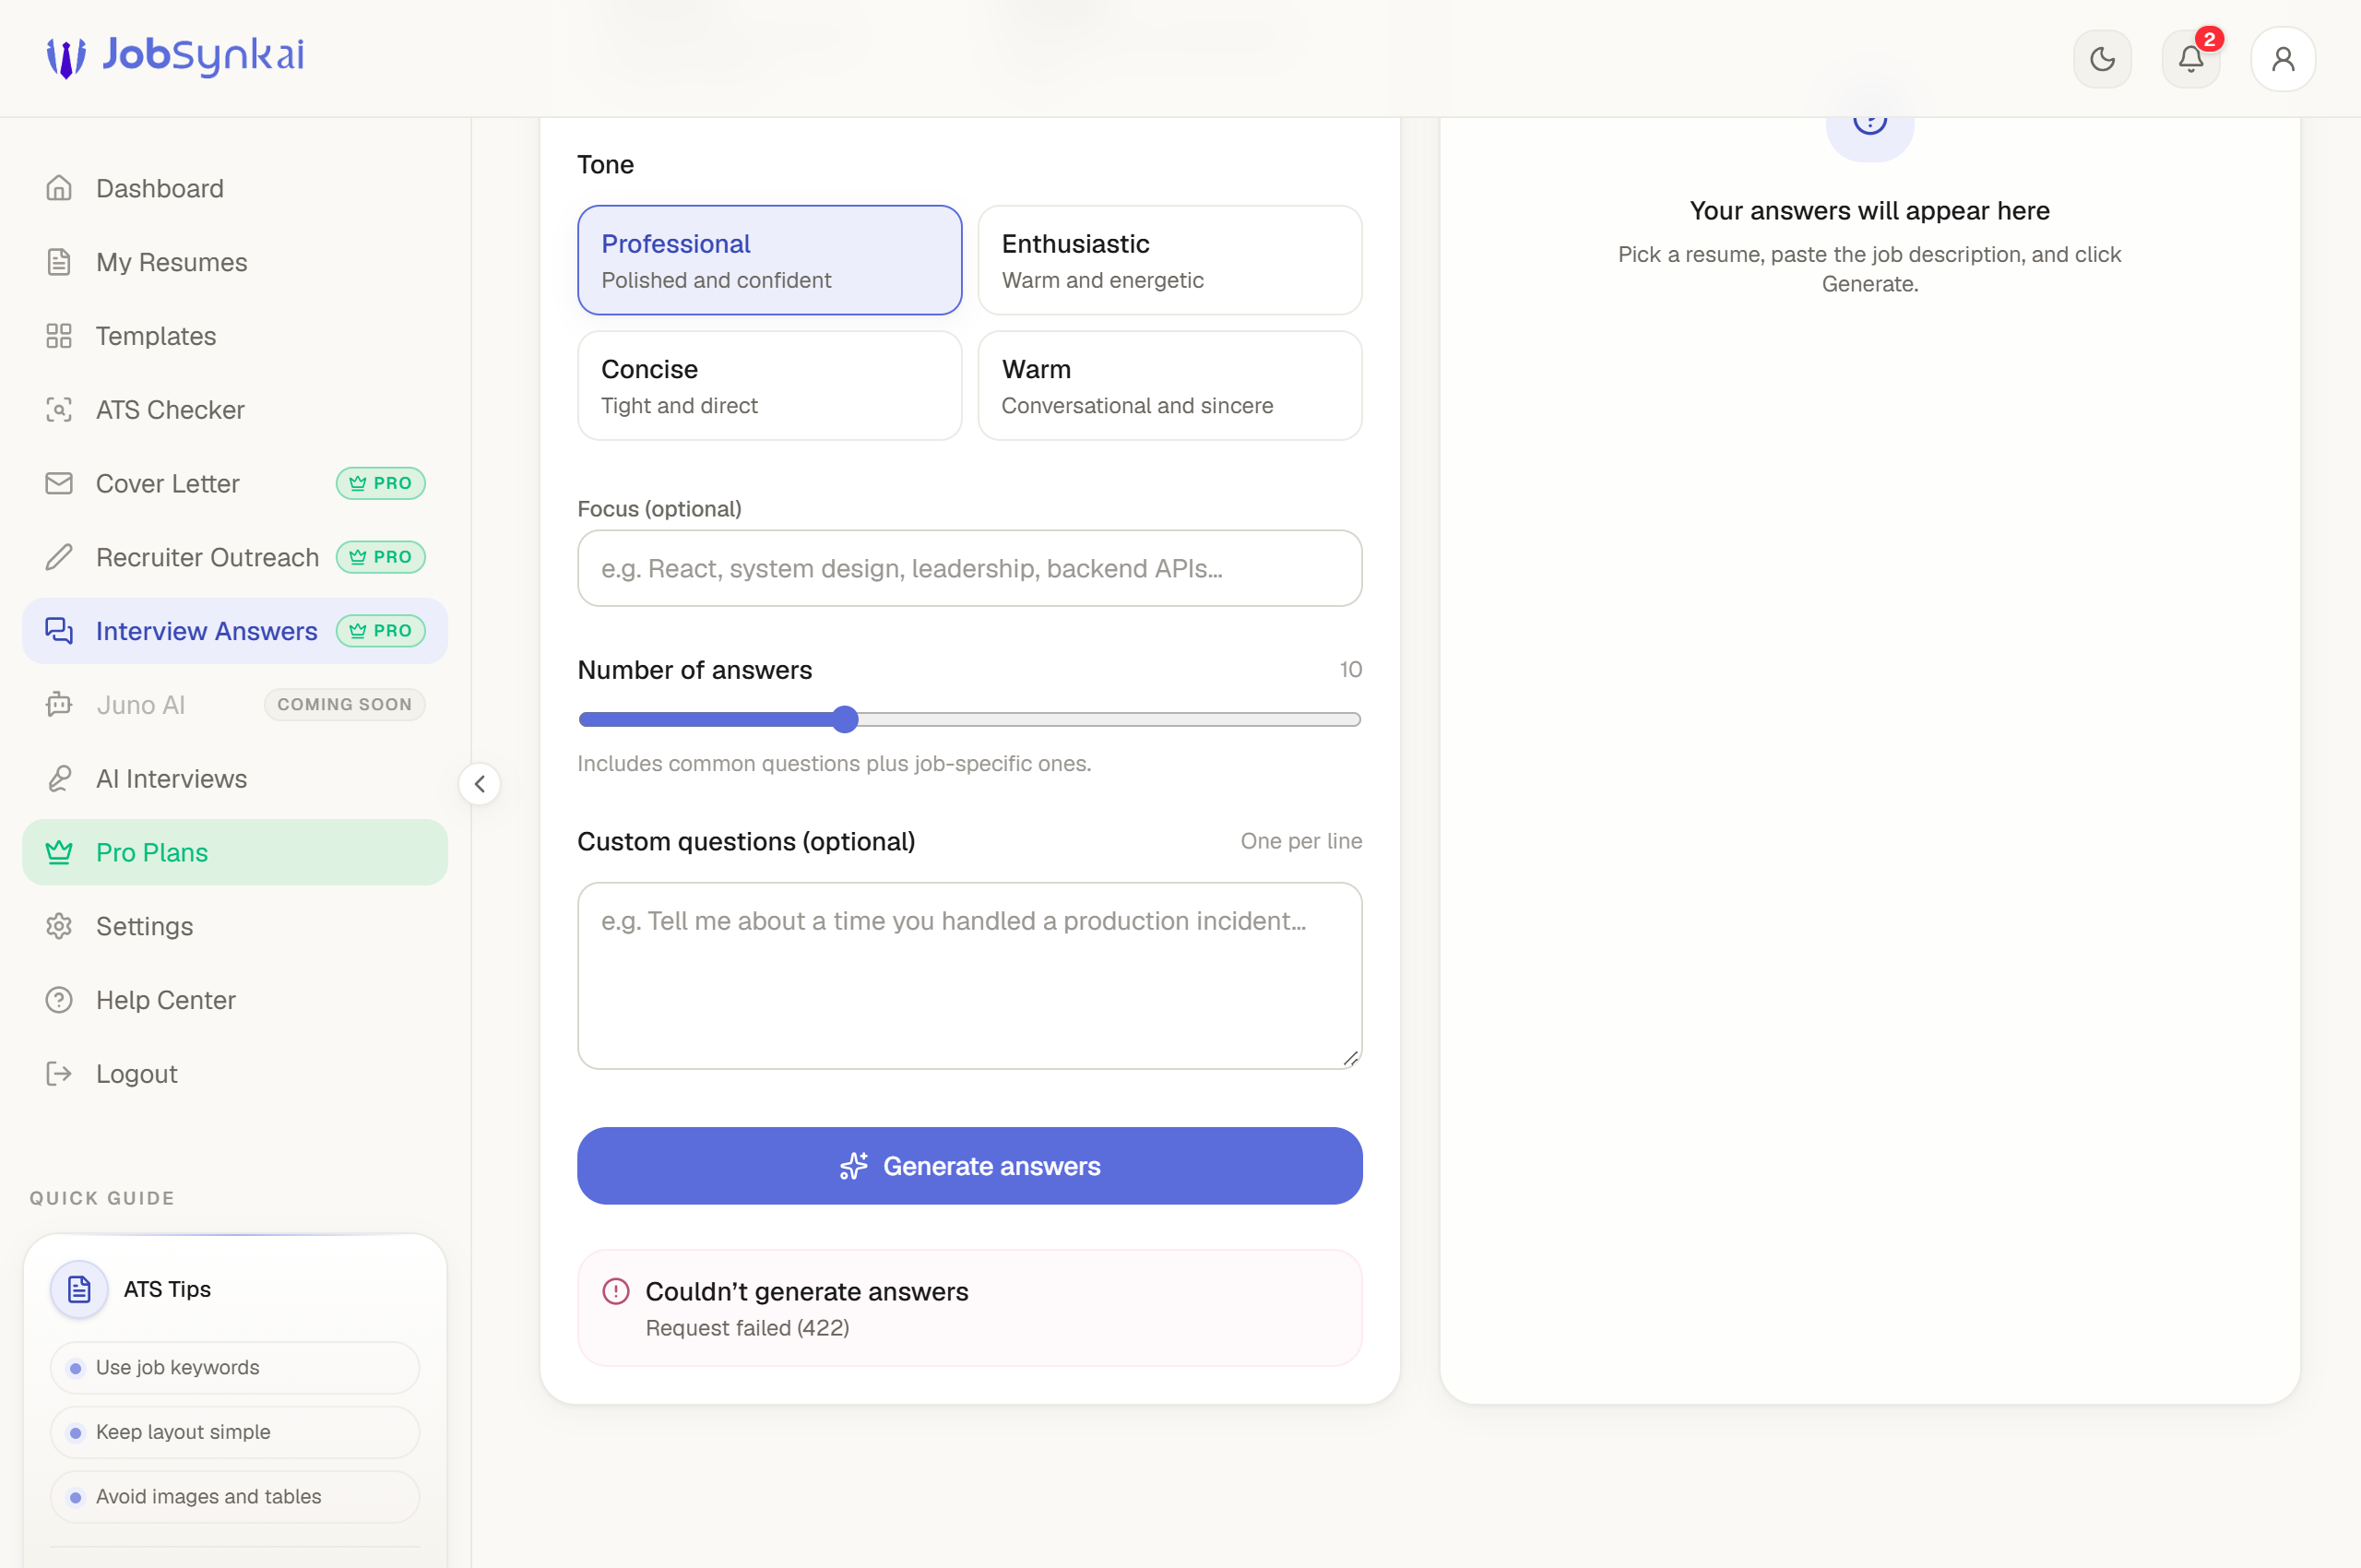 JobSynkai
2
Dashboard
My Resumes
Templates
ATS Checker
Cover Letter PRO
Recruiter Outreach PRO
Interview Answers PRO
Juno AI COMING SOON
AI Interviews
Pro Plans
Settings
Help Center
Logout
QUICK GUIDE
ATS Tips
Use job keywords
Keep layout simple
Avoid images and tables
Tone
Professional
Polished and confident
Enthusiastic
Warm and energetic
Concise
Tight and direct
Warm
Conversational and sincere
Focus (optional)
e.g. React, system design, leadership, backend APIs...
Number of answers 10
Includes common questions plus job-specific ones.
Custom questions (optional) One per line
e.g. Tell me about a time you handled a production incident...
Generate answers
Couldn’t generate answers
Request failed (422)
Your answers will appear here
Pick a resume, paste the job description, and click
Generate.